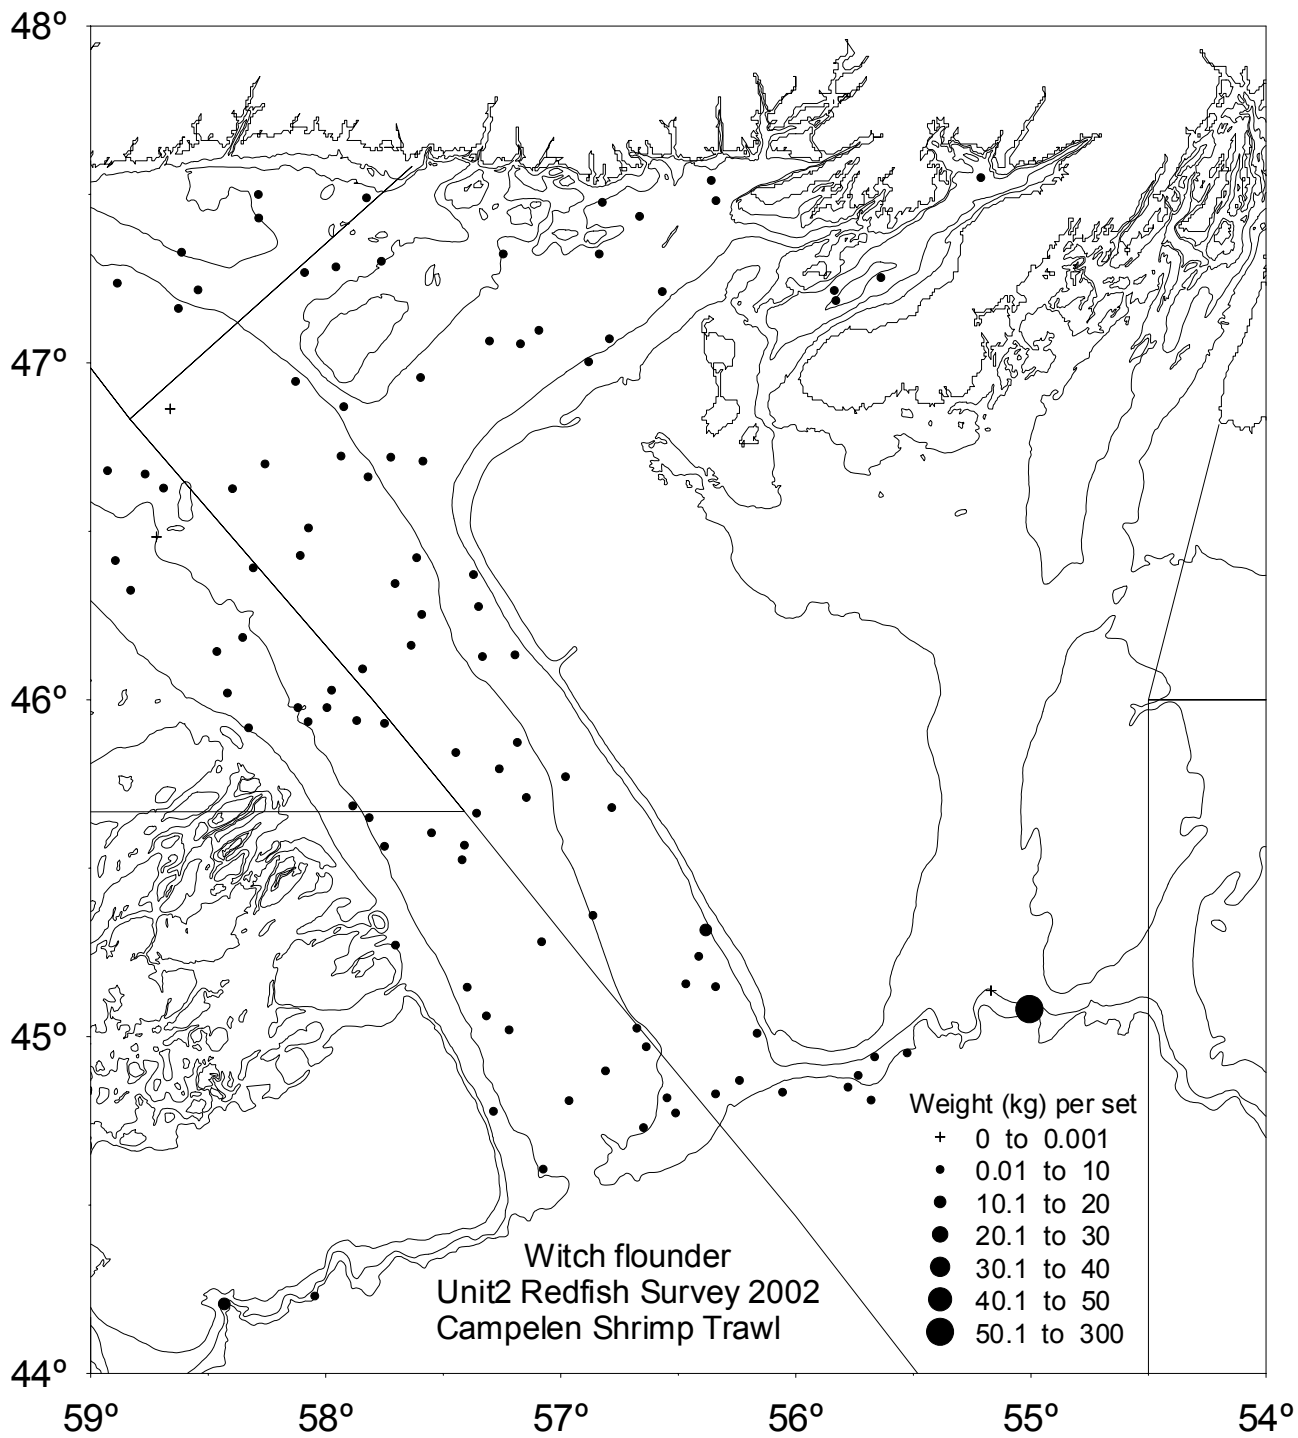 48º
47º
46º
45º
44º
59º 58º 57º 56º 55º 54º
Weight (kg) per set
0 to 0.001
0.01 to 10
10.1 to 20
20.1 to 30
30.1 to 40
40.1 to 50
50.1 to 300
Witch flounder
Unit2 Redfish Survey 2002
Campelen Shrimp Trawl